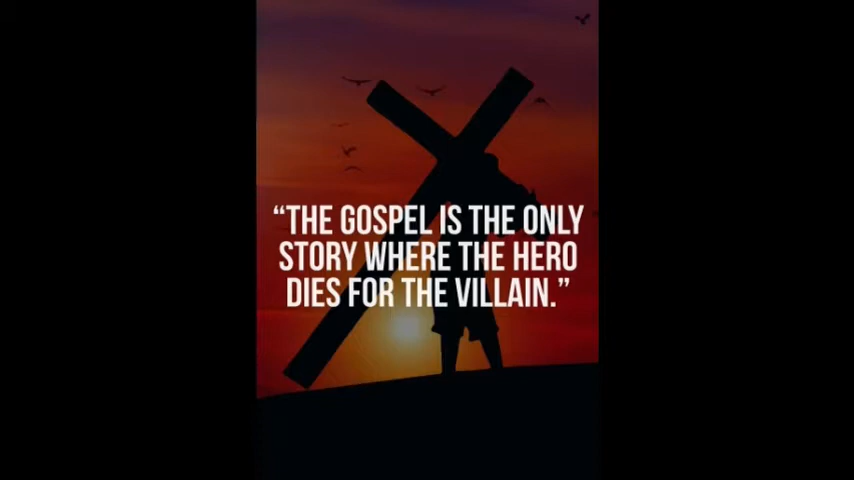 “THE GOSPEL IS THE ONLY
STORY WHERE THE HERO
DIES FOR THE VILLAIN.”